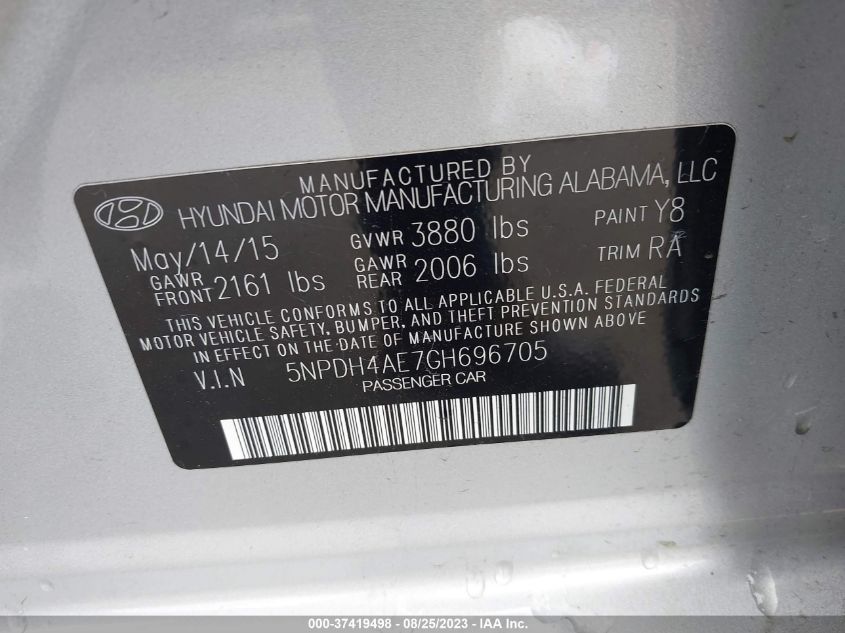 MANUFACTURED BY
HYUNDAI MOTOR MANUFACTURING ALABAMA, LLC
May/14/15 GVWR 3880 lbs PAINT Y8
GAWR FRONT 2161 lbs GAWR REAR 2006 lbs TRIM RA
THIS VEHICLE CONFORMS TO ALL APPLICABLE U.S.A. FEDERAL
MOTOR VEHICLE SAFETY, BUMPER, AND THEFT PREVENTION STANDARDS
IN EFFECT ON THE DATE OF MANUFACTURE SHOWN ABOVE
V.I.N 5NPDH4AE7GH696705
PASSENGER CAR
000-37419498 - 08/25/2023 - IAA Inc.